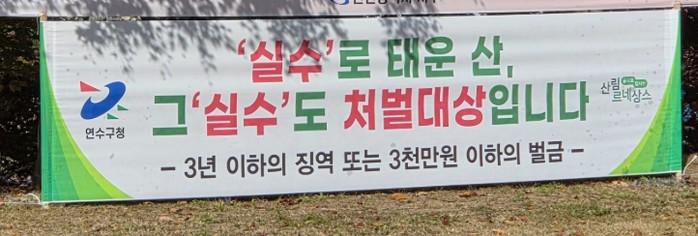 '실수'로 태운 산,
그 '실수'도 처벌대상입니다
- 3년 이하의 징역 또는 3천만원 이하의 벌금 -
연수구청
산림
르네상스